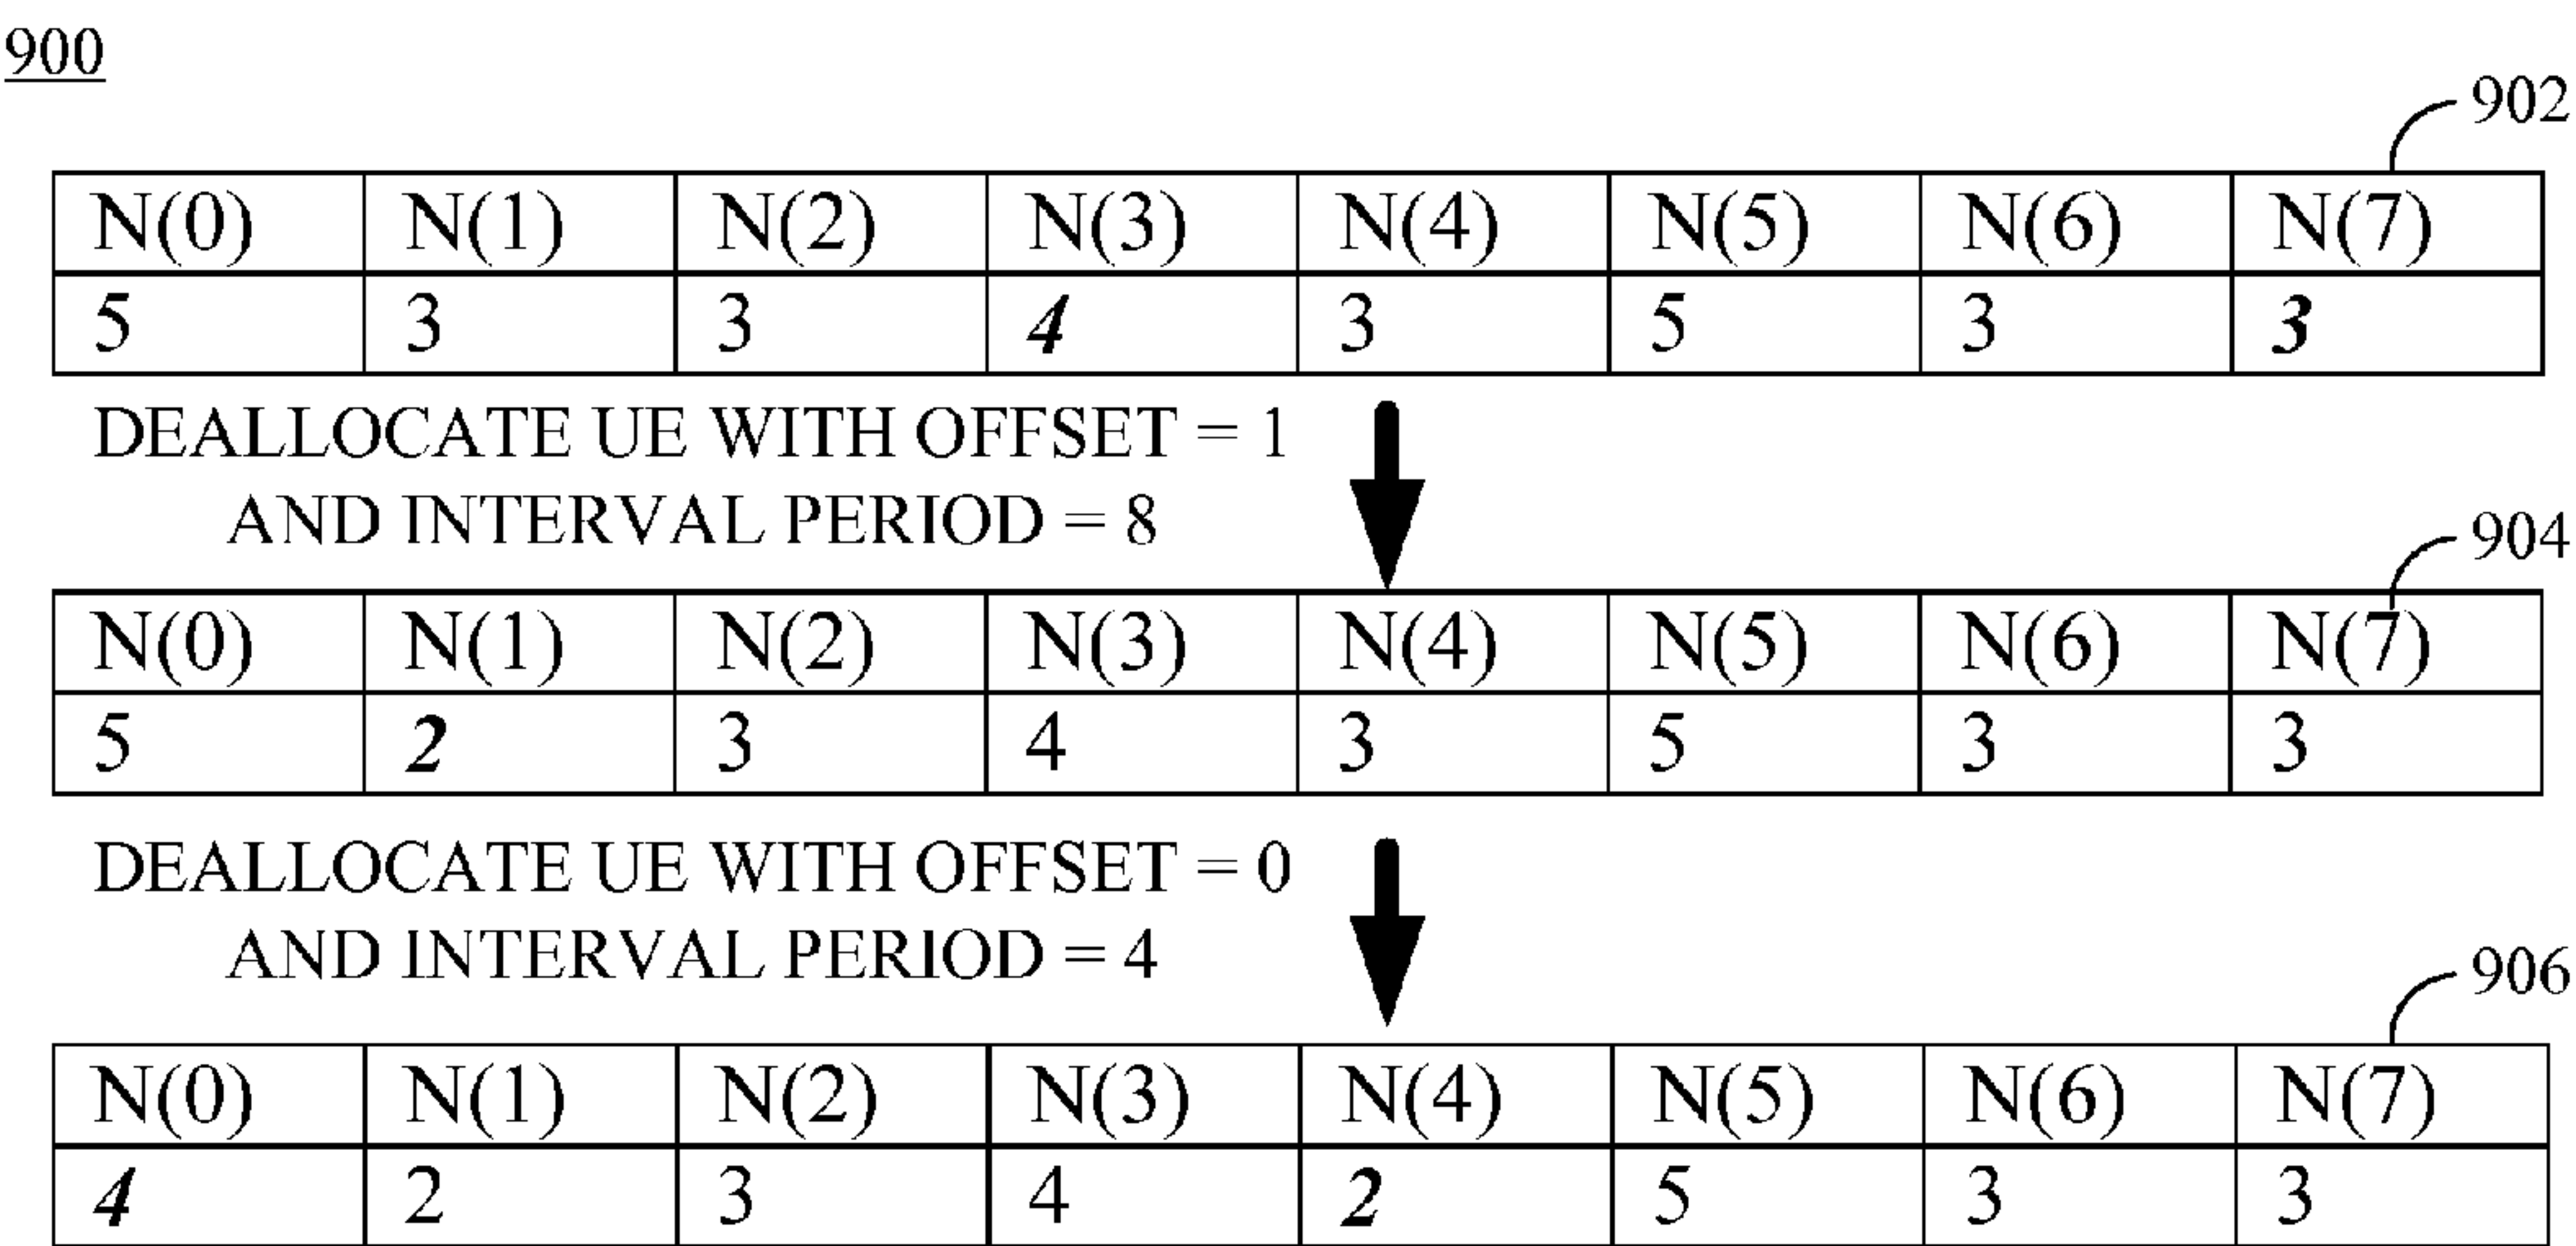 900
902
N(0) N(1) N(2) N(3) N(4) N(5) N(6) N(7)
5 3 3 4 3 5 3 3
DEALLOCATE UE WITH OFFSET = 1
AND INTERVAL PERIOD = 8
904
N(0) N(1) N(2) N(3) N(4) N(5) N(6) N(7)
5 2 3 4 3 5 3 3
DEALLOCATE UE WITH OFFSET = 0
AND INTERVAL PERIOD = 4
906
N(0) N(1) N(2) N(3) N(4) N(5) N(6) N(7)
4 2 3 4 2 5 3 3